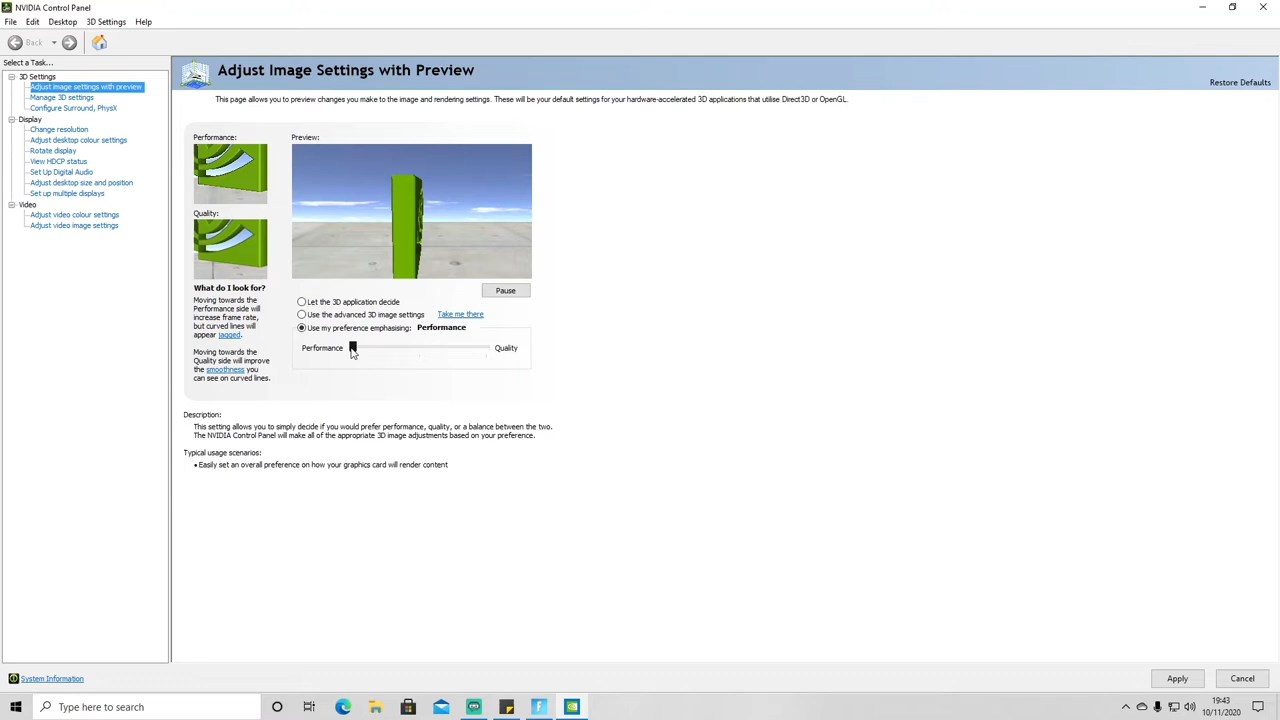 NVIDIA Control Panel
File Edit Desktop 3D Settings Help
Back
Select a Task...
3D Settings
Adjust image settings with preview
Manage 3D settings
Configure Surround, PhysX
Display
Change resolution
Adjust desktop colour settings
Rotate display
View HDCP status
Set Up Digital Audio
Adjust desktop size and position
Set up multiple displays
Video
Adjust video colour settings
Adjust video image settings
System Information
Adjust Image Settings with Preview
Restore Defaults
This page allows you to preview changes you make to the image and rendering settings. These will be your default settings for your hardware-accelerated 3D applications that utilise Direct3D or OpenGL.
Performance:
Quality:
What do I look for?
Moving towards the
Performance side will
increase frame rate,
but curved lines will
appear jagged.
Moving towards the
Quality side will improve
the smoothness you
can see on curved lines.
Preview:
Pause
Let the 3D application decide
Use the advanced 3D image settings Take me there
Use my preference emphasising: Performance
Performance Quality
Description:
This setting allows you to simply decide if you would prefer performance, quality, or a balance between the two.
The NVIDIA Control Panel will make all of the appropriate 3D image adjustments based on your preference.
Typical usage scenarios:
• Easily set an overall preference on how your graphics card will render content
Apply Cancel
Type here to search
19:43
10/11/2020